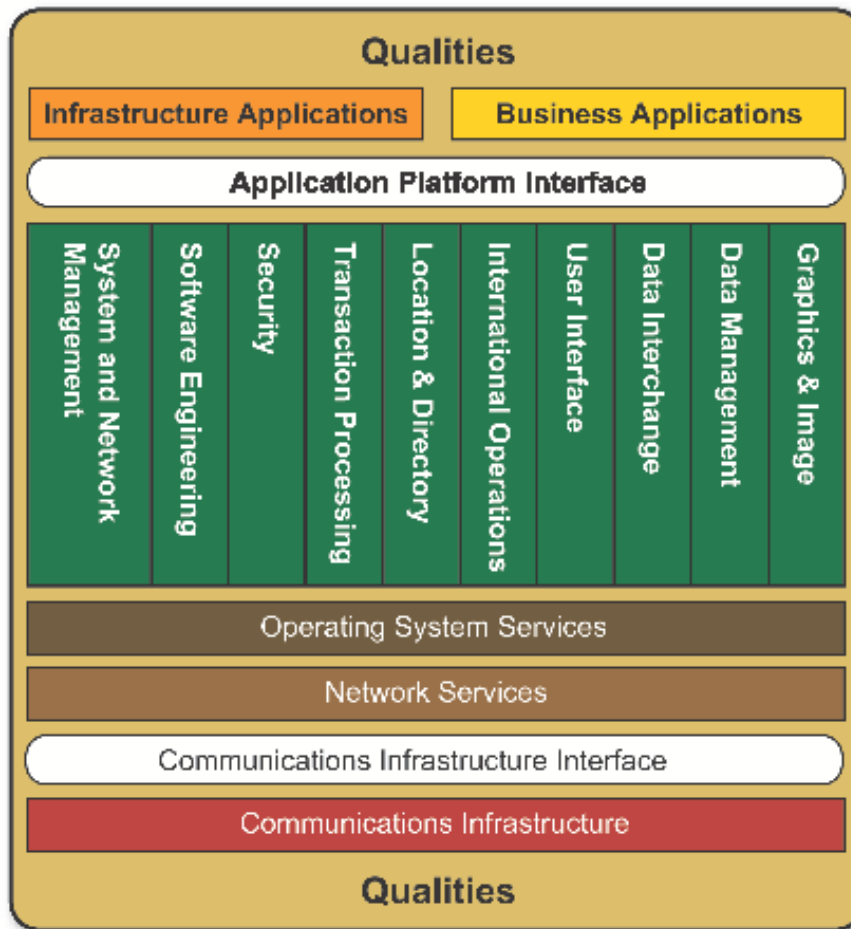 Qualities
Infrastructure Applications
Business Applications
Application Platform Interface
System and Network
Management
Software Engineering
Security
Transaction Processing
Location & Directory
International Operations
User Interface
Data Interchange
Data Management
Graphics & Image
Operating System Services
Network Services
Communications Infrastructure Interface
Communications Infrastructure
Qualities